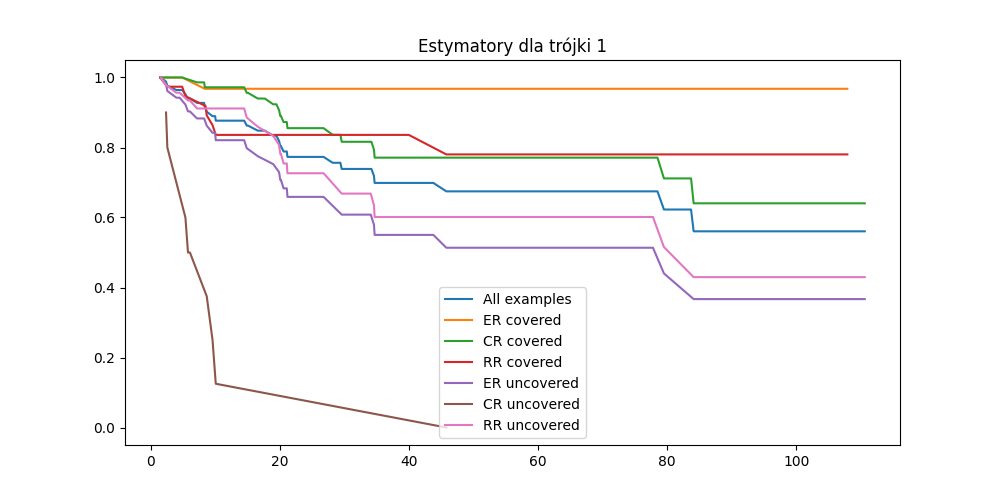 Estymatory dla trójki 1
1.0
0.8
0.6
0.4
0.2
0.0
All examples
ER covered
CR covered
RR covered
ER uncovered
CR uncovered
RR uncovered
0 20 40 60 80 100